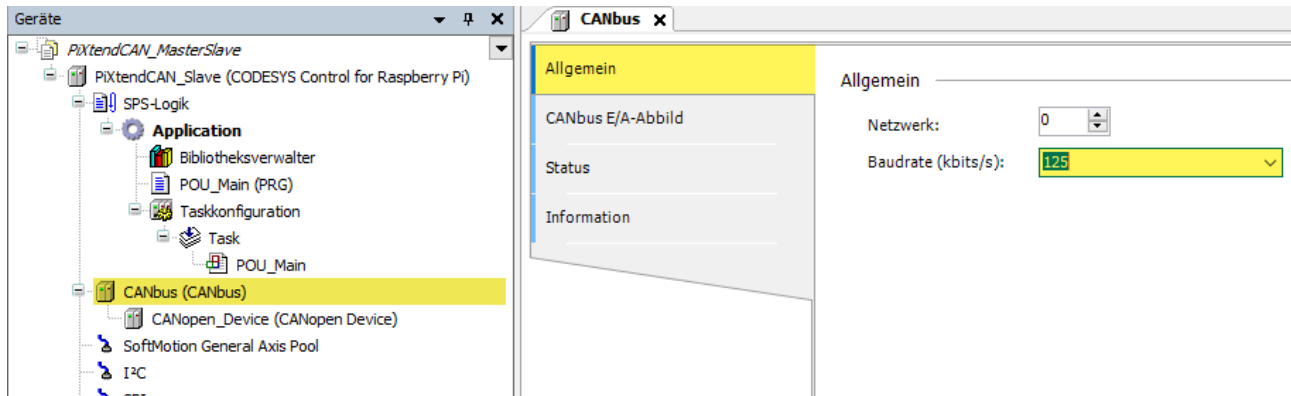 Geräte
PiXtendCAN_MasterSlave
PiXtendCAN_Slave (CODESYS Control for Raspberry Pi)
SPS-Logik
Application
Bibliotheksverwalter
POU_Main (PRG)
Taskkonfiguration
Task
POU_Main
CANbus (CANbus)
CANopen_Device (CANopen Device)
SoftMotion General Axis Pool
I²C
CANbus
Allgemein
CANbus E/A-Abbild
Status
Information
Allgemein
Netzwerk: 0
Baudrate (kbits/s): 125